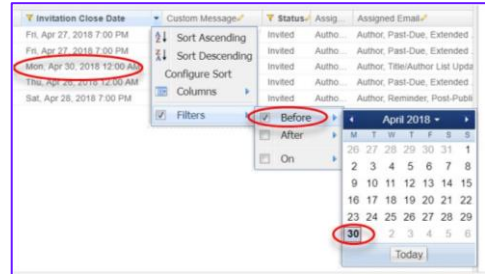 Invitation Close Date Custom Message Status Assig... Assigned Email
Fri, Apr 27, 2018 7:00 PM Sort Ascending Invited Autho... Author, Past-Due, Extended
Fri, Apr 27, 2018 7:00 PM Sort Descending Invited Autho... Author, Past-Due, Extended
Mon, Apr 30, 2018 12:00 AM Configure Sort Invited Autho... Author, Title/Author List Upda
Thu, Apr 26, 2018 12:00 AM Columns Invited Autho... Author, Past-Due, Extended
Sat, Apr 28, 2018 7:00 PM Invited Autho... Author, Reminder, Post-Publi
Filters Before April 2018
After M T W T F S S
On 26 27 28 29 30 31 1
2 3 4 5 6 7 8
9 10 11 12 13 14 15
16 17 18 19 20 21 22
23 24 25 26 27 28 29
30 2 3 4 5 6
Today